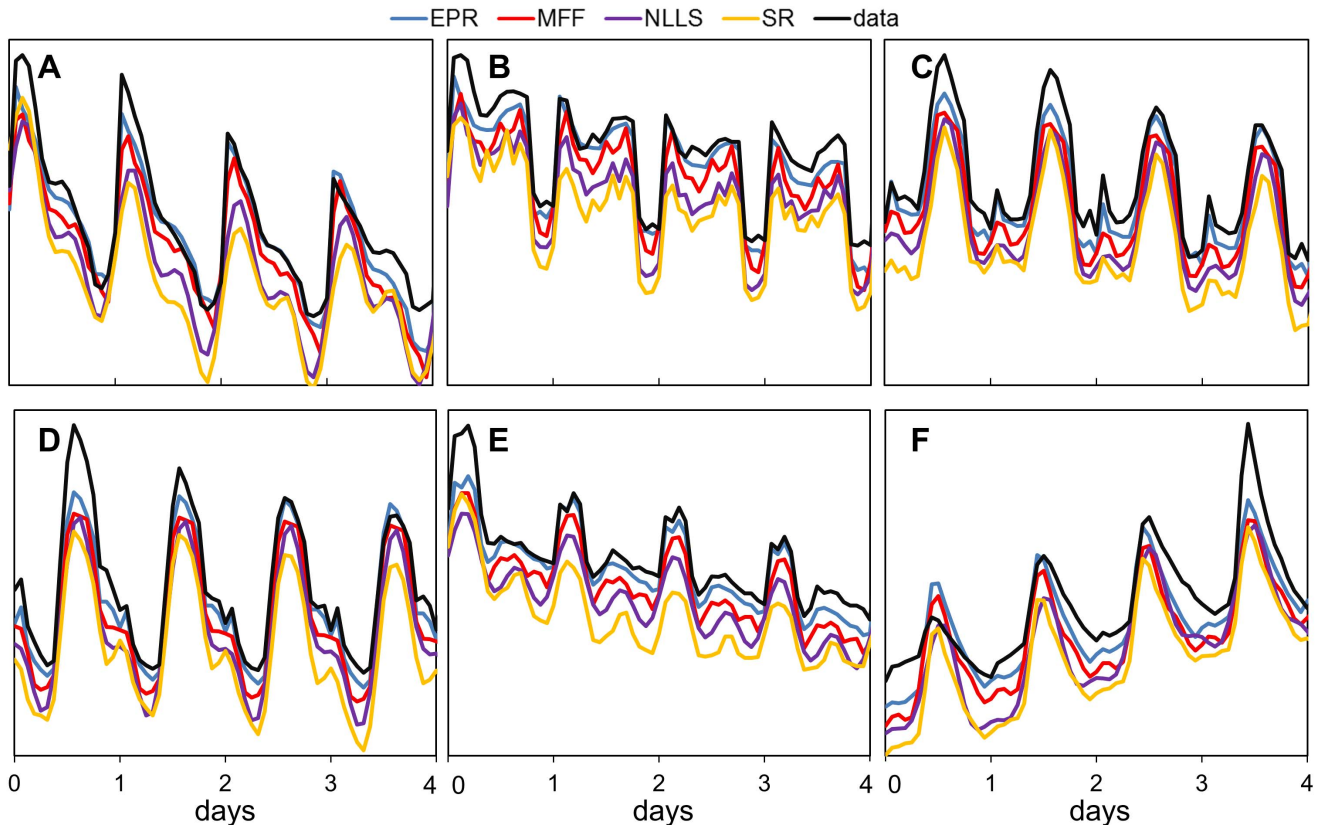 EPR MFF NLLS SR data
A B C
D E F
0 1 2 3 4 0 1 2 3 4 0 1 2 3 4
days days days